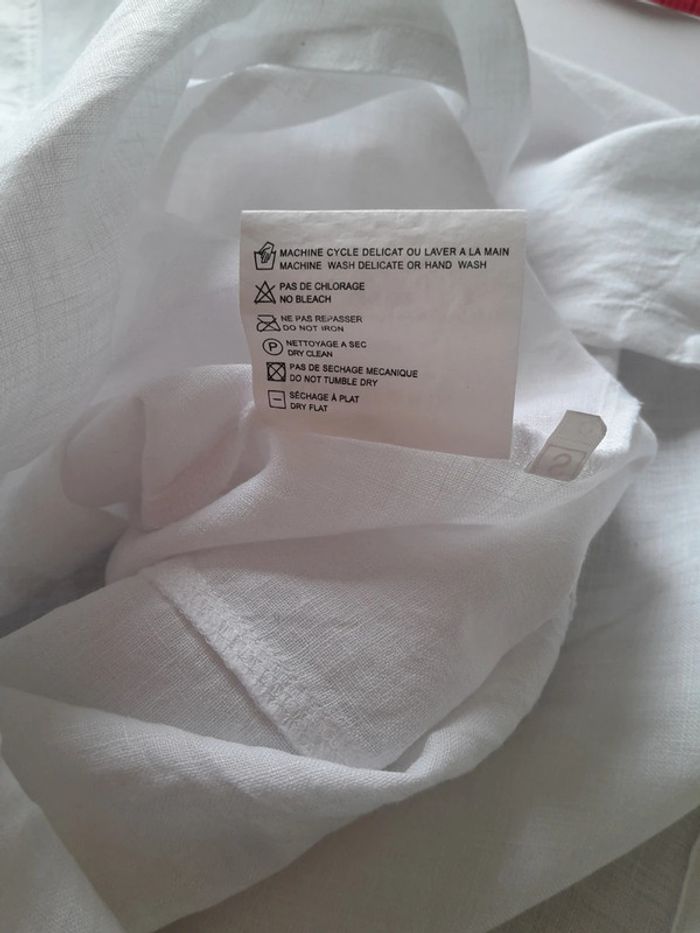 MACHINE CYCLE DELICAT OU LAVER A LA MAIN
MACHINE WASH DELICATE OR HAND WASH
PAS DE CHLORAGE
NO BLEACH
NE PAS REPASSER
DO NOT IRON
P
NETTOYAGE A SEC
DRY CLEAN
PAS DE SECHAGE MECANIQUE
DO NOT TUMBLE DRY
SÉCHAGE À PLAT
DRY FLAT
S